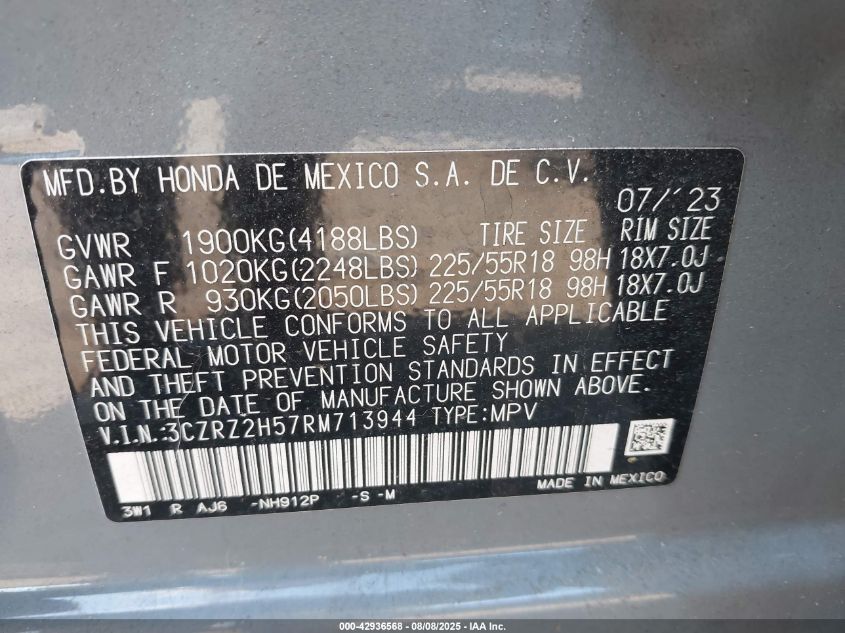 MFD.BY HONDA DE MEXICO S.A. DE C.V.
07/'23
GVWR 1900KG(4188LBS) TIRE SIZE RIM SIZE
GAWR F 1020KG(2248LBS) 225/55R18 98H 18X7.0J
GAWR R 930KG(2050LBS) 225/55R18 98H 18X7.0J
THIS VEHICLE CONFORMS TO ALL APPLICABLE
FEDERAL MOTOR VEHICLE SAFETY
AND THEFT PREVENTION STANDARDS IN EFFECT
ON THE DATE OF MANUFACTURE SHOWN ABOVE.
V.I.N.:3CZRZ2H57RM713944 TYPE:MPV
3W1 R AJ6 -NH912P -S -M
MADE IN MEXICO
000-42936568 - 08/08/2025 - IAA Inc.